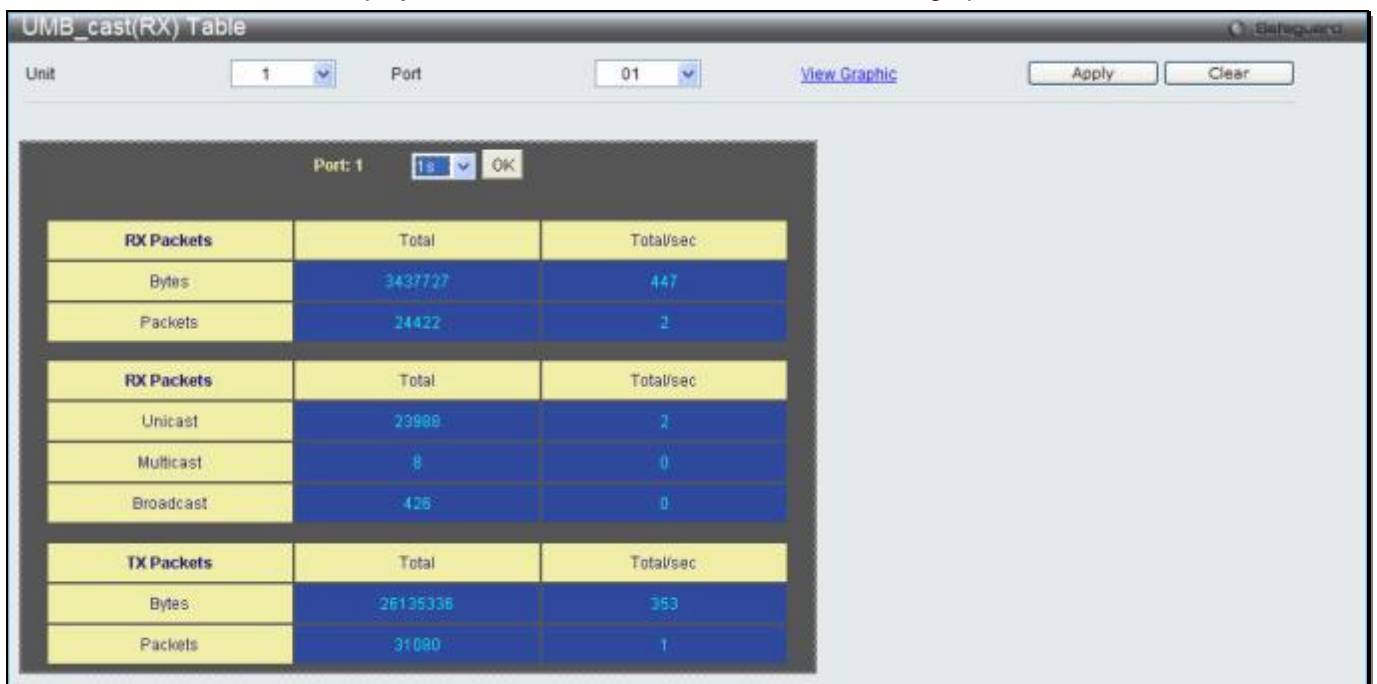 UMB_cast(RX) Table Safeguard
Unit 1 Port 01 View Graphic Apply Clear
Port: 1 1s OK
RX Packets Total Total/sec
Bytes 3437727 447
Packets 24422 2
RX Packets Total Total/sec
Unicast 23988 2
Multicast 8 0
Broadcast 426 0
TX Packets Total Total/sec
Bytes 26135336 353
Packets 31080 1